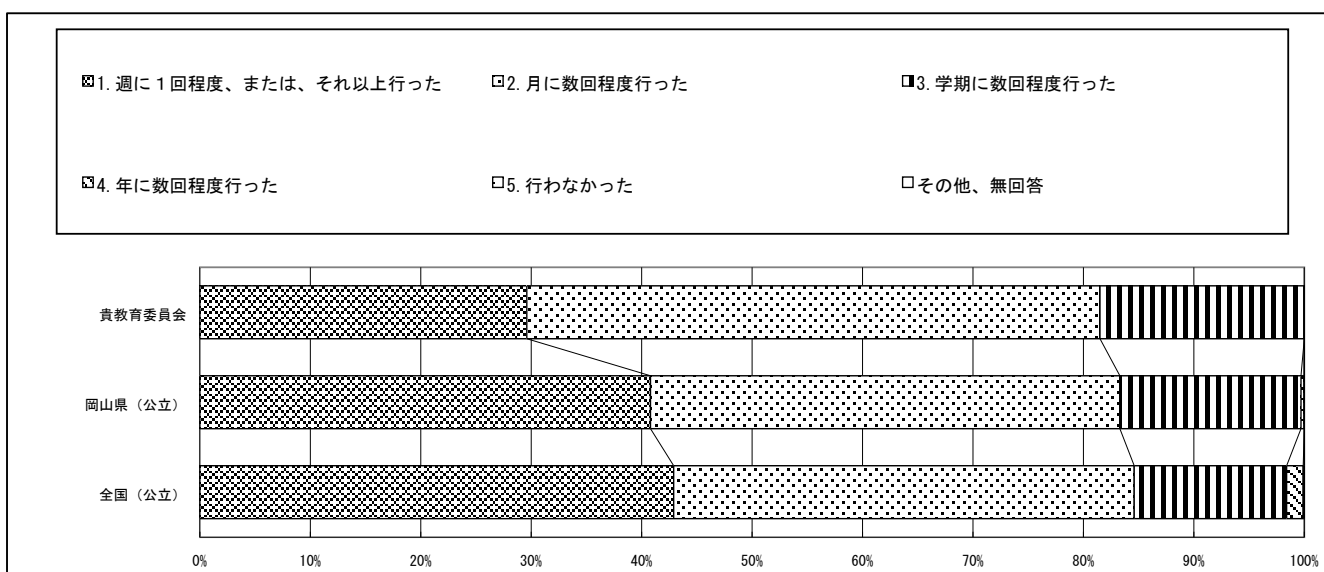 1. 週に１回程度、または、それ以上行った
2. 月に数回程度行った
3. 学期に数回程度行った
4. 年に数回程度行った
5. 行わなかった
その他、無回答
貴教育委員会
岡山県（公立）
全国（公立）
0% 10% 20% 30% 40% 50% 60% 70% 80% 90% 100%